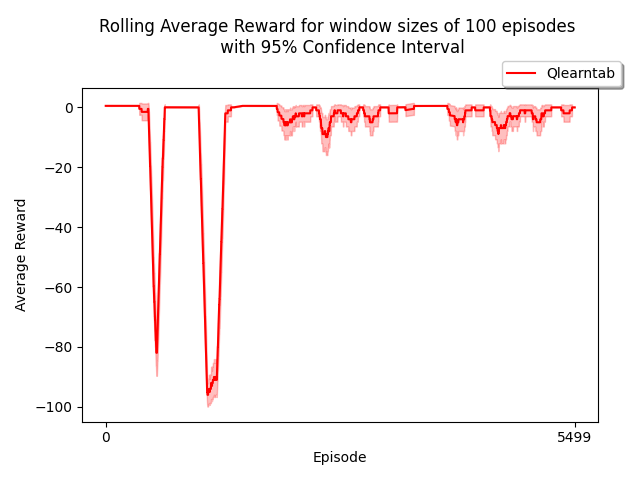 Rolling Average Reward for window sizes of 100 episodes
with 95% Confidence Interval
Qlearntab
0
−20
−40
−60
−80
−100
Average Reward
0
5499
Episode